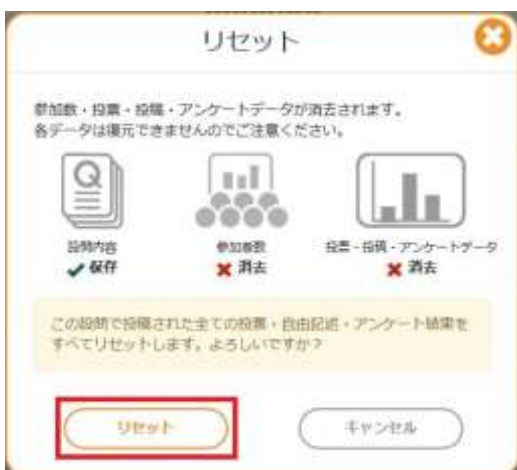 リセット
参加数・投票・投稿・アンケートデータが消去されます。
各データは復元できませんのでご注意ください。
Q
設問内容
保存
参加者数
消去
投票・投稿・アンケートデータ
消去
この設問で投稿された全ての投票・自由記述・アンケート結果を
すべてリセットします。よろしいですか？
リセット
キャンセル